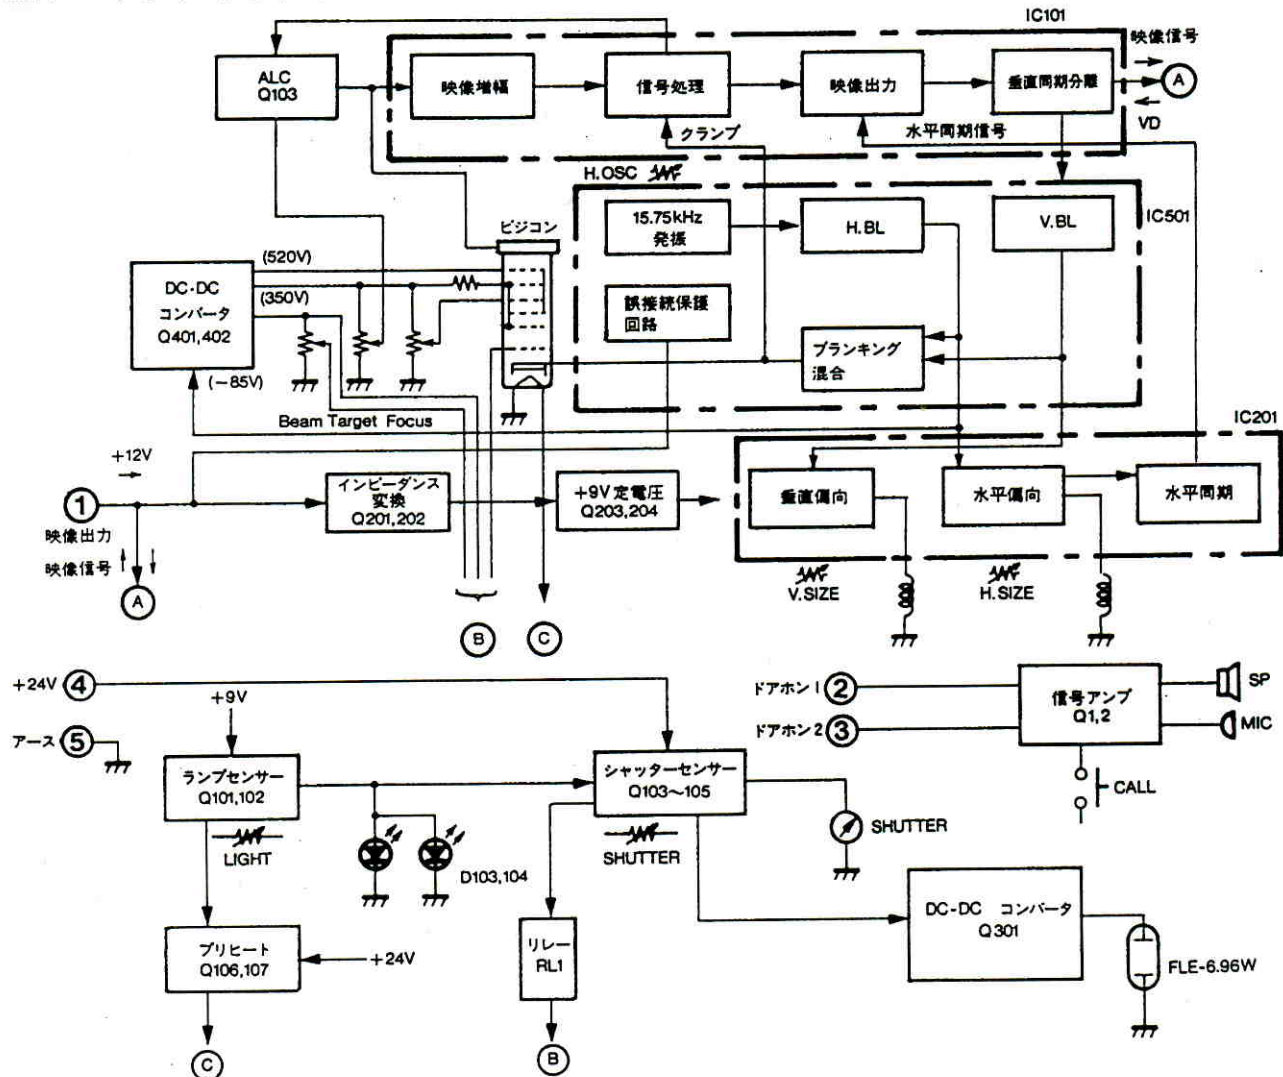 IC101
映像信号
ALC
Q103
映像増幅
信号処理
映像出力
垂直同期分離
A
VD
クランプ
水平同期信号
H.OSC
IC501
ビジコン
15.75kHz
発振
H.BL
V.BL
(520V)
DC・DC
コンバータ
Q401,402
(350V)
誤接続保護
回路
ブランキング
混合
(－85V)
Beam Target Focus
IC201
+12V
1
インピーダンス
変換
Q201,202
+9V定電圧
Q203,204
垂直偏向
水平偏向
水平同期
映像出力
映像信号
A
V.SIZE
H.SIZE
B
C
+24V
4
+9V
ドアホン1
2
信号アンプ
Q1,2
SP
アース
5
ドアホン2
3
MIC
ランプセンサー
Q101,102
シャッターセンサー
Q103～105
CALL
LIGHT
SHUTTER
SHUTTER
D103,104
DC-DC コンバータ
Q301
プリヒート
Q106,107
+24V
リレー
RL1
FLE-6.96W
C
B